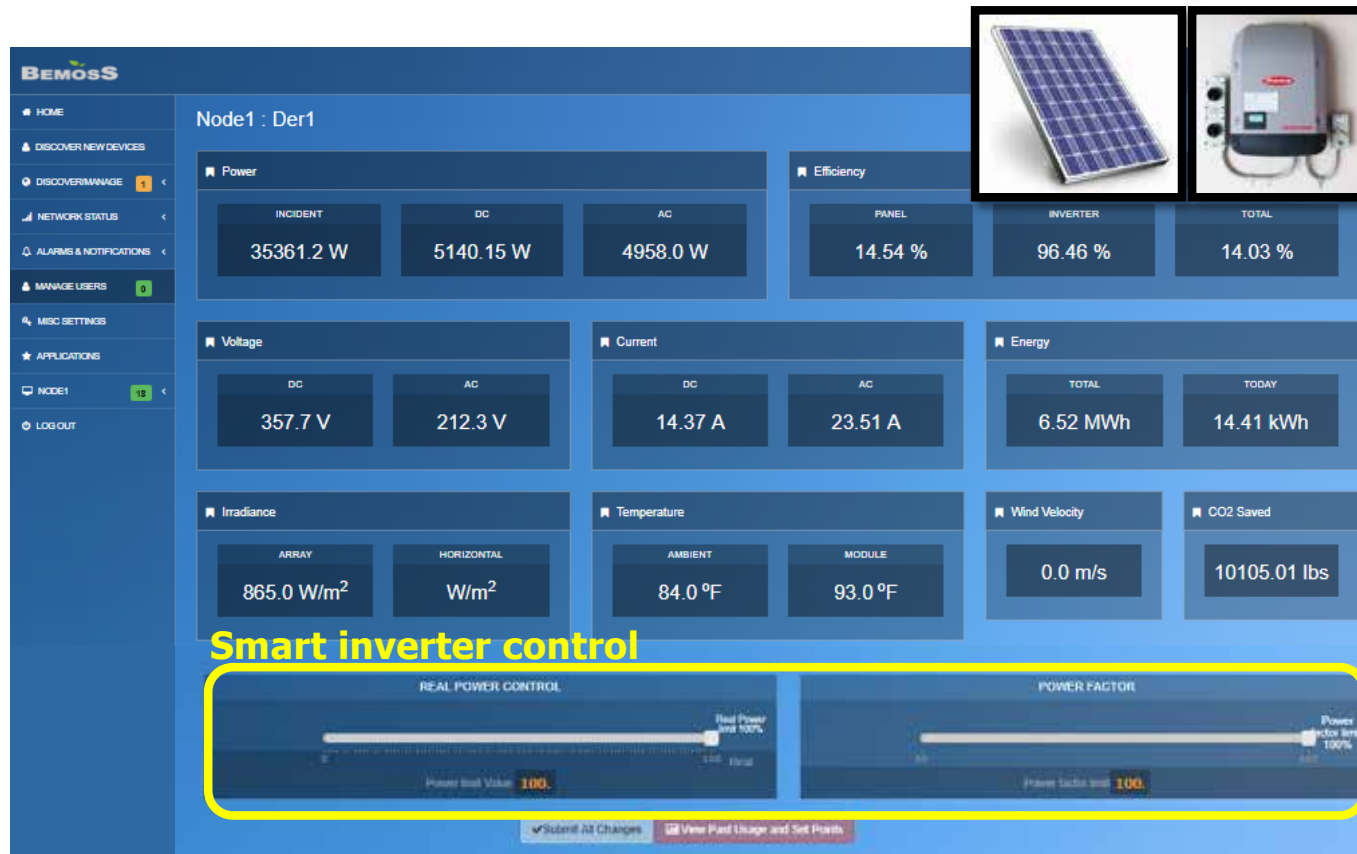 BEMOSS
HOME
DISCOVER NEW DEVICES
DISCOVER/MANAGE 1
NETWORK STATUS
ALARMS & NOTIFICATIONS
MANAGE USERS 0
MISC SETTINGS
APPLICATIONS
NODE1 18
LOG OUT
Node1 : Der1
Power
INCIDENT DC AC
35361.2 W 5140.15 W 4958.0 W
Efficiency
PANEL INVERTER TOTAL
14.54 % 96.46 % 14.03 %
Voltage
DC AC
357.7 V 212.3 V
Current
DC AC
14.37 A 23.51 A
Energy
TOTAL TODAY
6.52 MWh 14.41 kWh
Irradiance
ARRAY HORIZONTAL
865.0 W/m² W/m²
Temperature
AMBIENT MODULE
84.0 ºF 93.0 ºF
Wind Velocity
0.0 m/s
CO2 Saved
10105.01 lbs
Smart inverter control
REAL POWER CONTROL
Real Power
limit 100%
0 100
Power limit Value 100.
POWER FACTOR
Power
factor limit
100%
Power factor limit 100.
Submit All Changes View Past Usage and Set Points